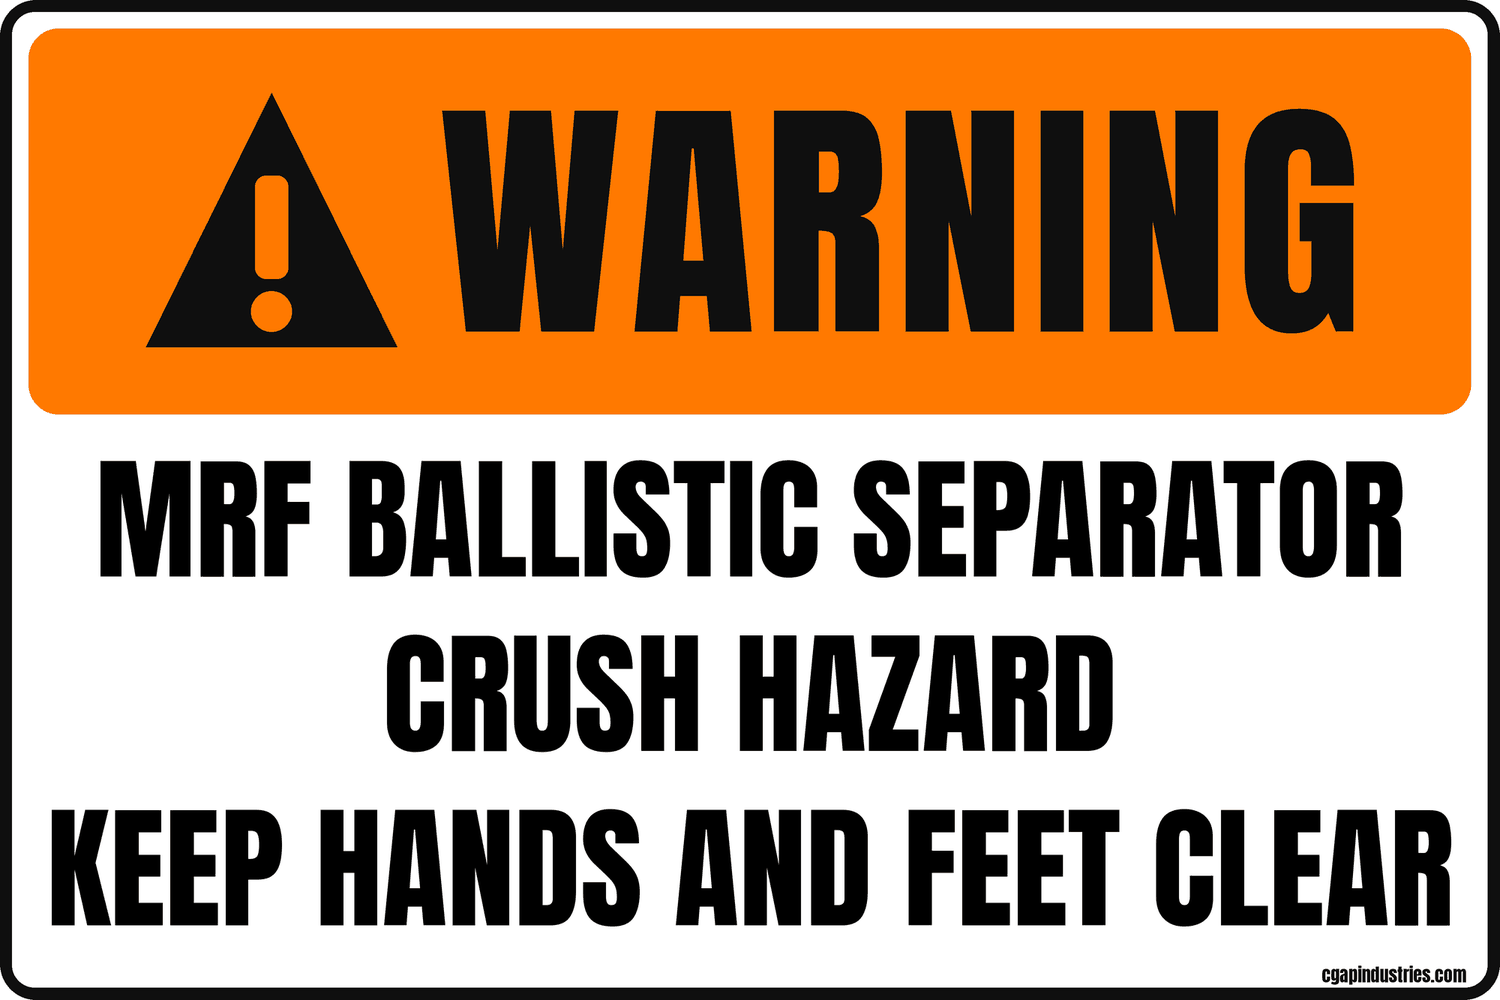 WARNING
MRF BALLISTIC SEPARATOR
CRUSH HAZARD
KEEP HANDS AND FEET CLEAR
cgapindustries.com